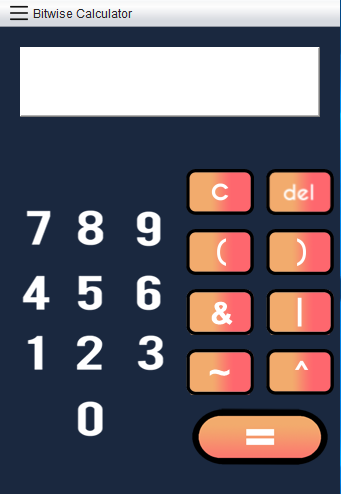 Bitwise Calculator
C del
7 8 9 ( )
4 5 6 & |
1 2 3 ~ ^
0 =